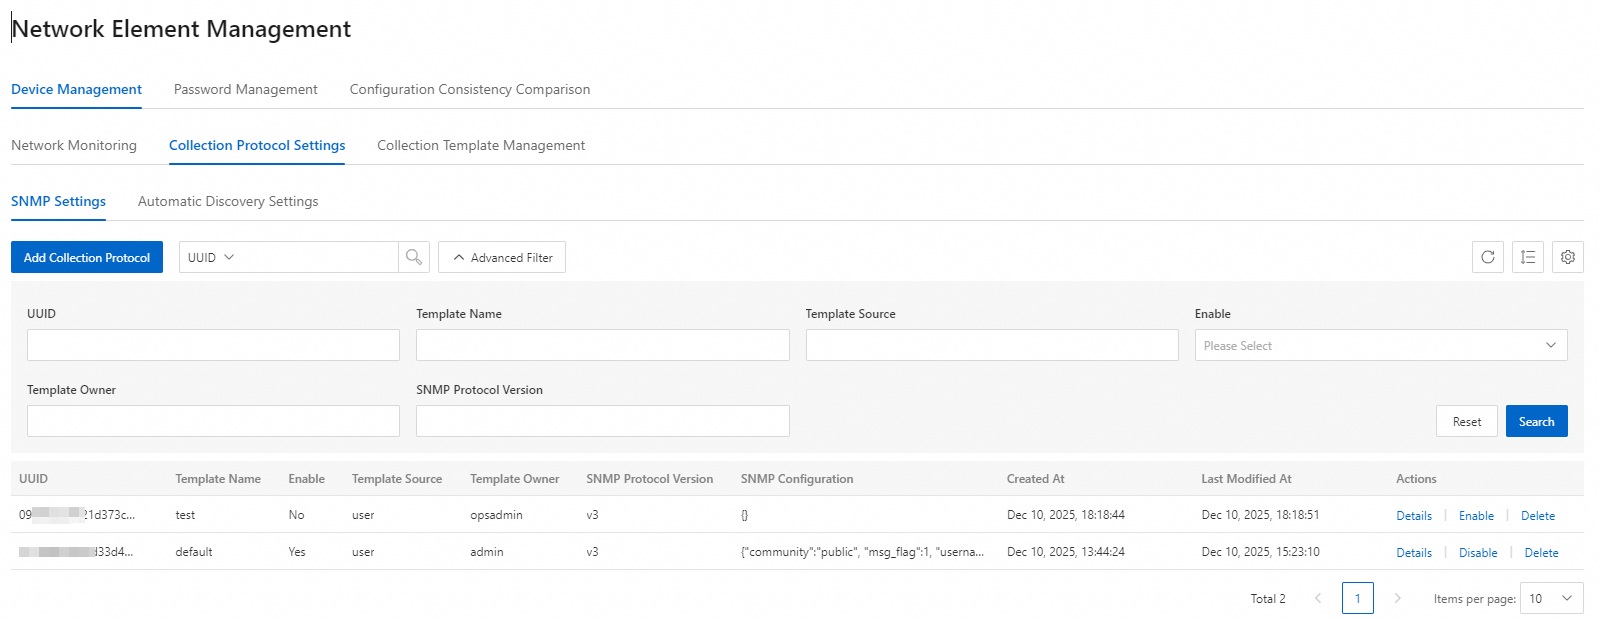 Network Element Management
Device Management Password Management Configuration Consistency Comparison
Network Monitoring Collection Protocol Settings Collection Template Management
SNMP Settings Automatic Discovery Settings
Add Collection Protocol UUID Advanced Filter
UUID Template Name Template Source Enable
Please Select
Template Owner SNMP Protocol Version
Reset Search
UUID Template Name Enable Template Source Template Owner SNMP Protocol Version SNMP Configuration Created At Last Modified At Actions
09 21d373c... test No user opsadmin v3 {} Dec 10, 2025, 18:18:44 Dec 10, 2025, 18:18:51 Details Enable Delete
d33d4... default Yes user admin v3 {"community":"public", "msg_flag":1, "userna... Dec 10, 2025, 13:44:24 Dec 10, 2025, 15:23:10 Details Disable Delete
Total 2 1 Items per page: 10